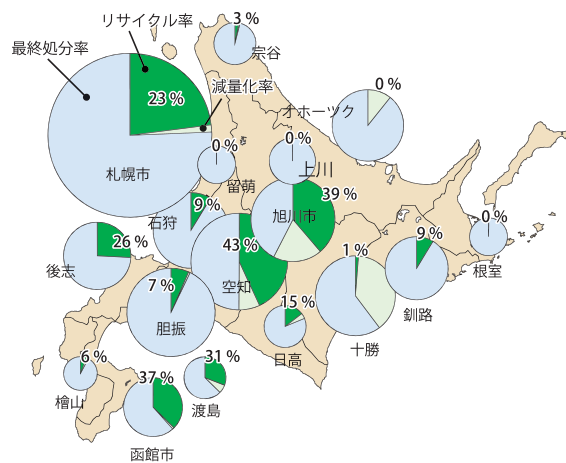 リサイクル率
3 %
宗谷
最終処分率
減量化率
23 %
0 %
オホーツク
札幌市
0 %
留萌
0 %
上川
石狩
9 %
旭川市
39 %
0 %
根室
後志
26 %
43 %
空知
9 %
釧路
7 %
胆振
1 %
十勝
15 %
日高
6 %
檜山
31 %
渡島
37 %
函館市